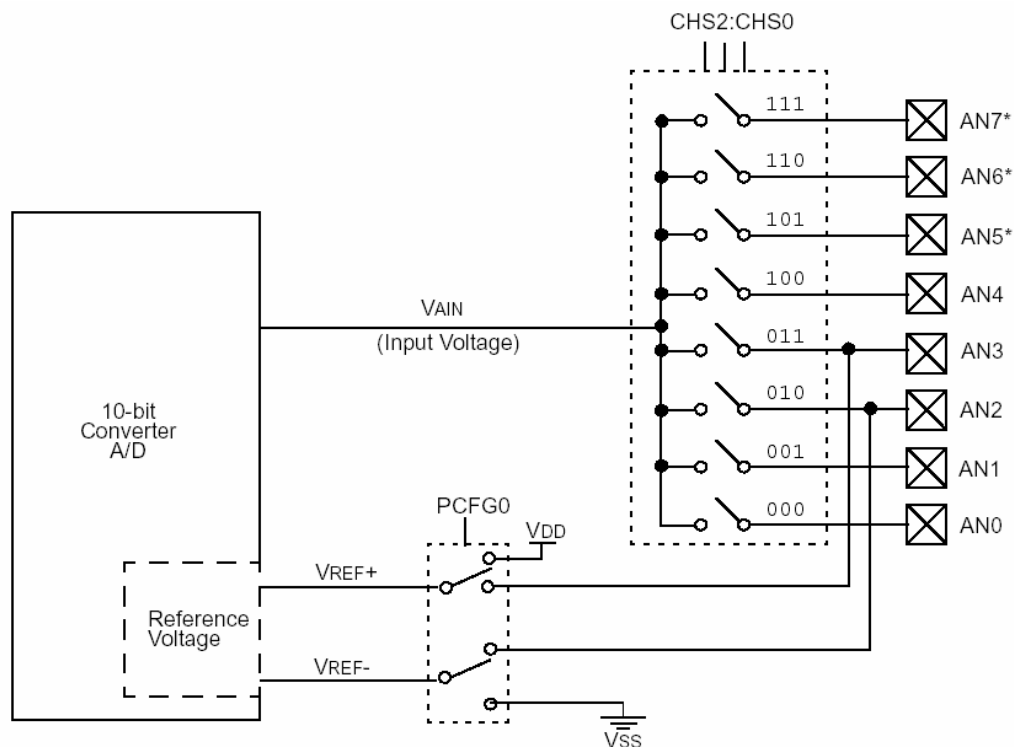 CHS2:CHS0
111
AN7*
110
AN6*
101
AN5*
100
AN4
VAIN
(Input Voltage)
011
AN3
010
AN2
10-bit
Converter
A/D
001
AN1
000
AN0
PCFG0
VDD
VREF+
Reference
Voltage
VREF-
VSS